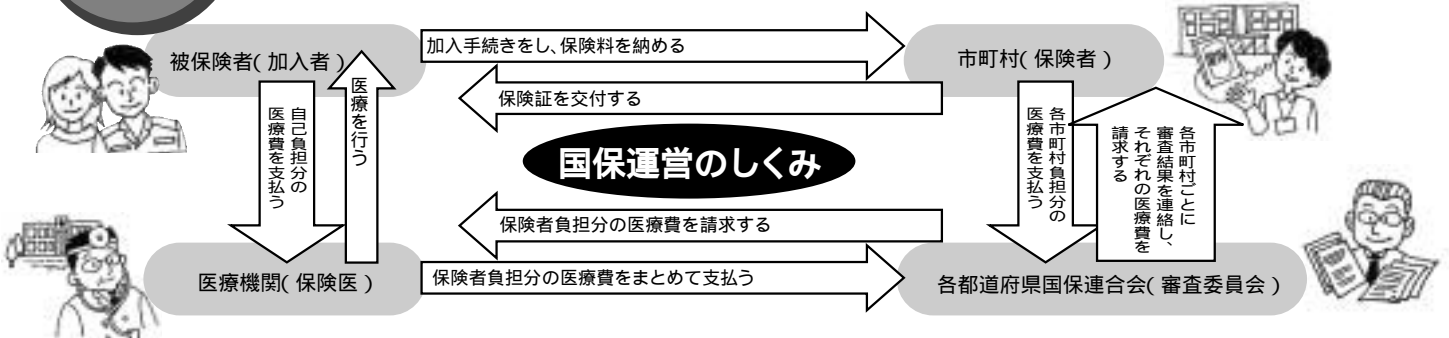 加入手続きをし、保険料を納める
被保険者(加入者)
市町村(保険者)
保険証を交付する
医療を行う
自己負担分の
医療費を支払う
各市町村負担分の
医療費を支払う
各市町村ごとに
審査結果を連絡し、
それぞれの医療費を
請求する
国保運営のしくみ
保険者負担分の医療費を請求する
医療機関(保険医)
保険者負担分の医療費をまとめて支払う
各都道府県国保連合会(審査委員会)